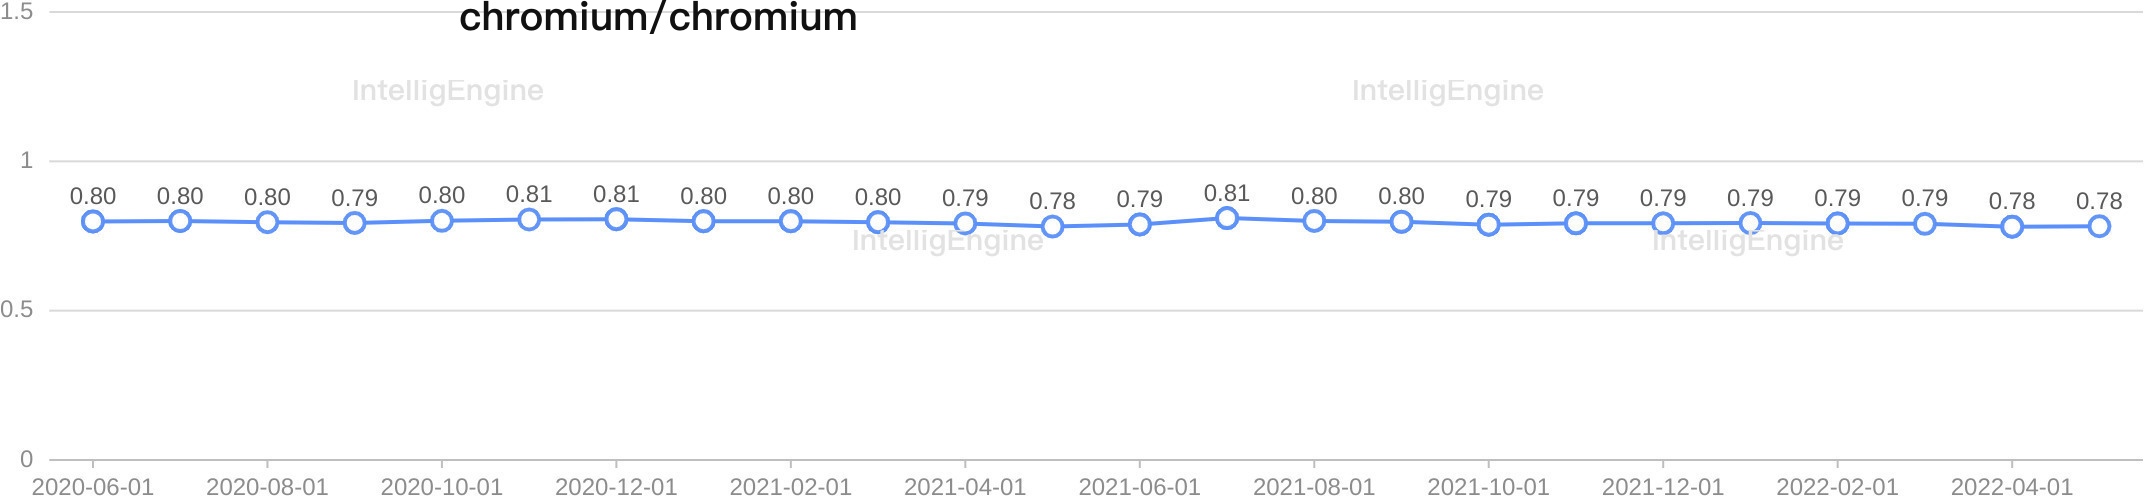 chromium/chromium
1.5
IntelligEngine IntelligEngine
1
0.80 0.80 0.80 0.79 0.80 0.81 0.81 0.80 0.80 0.80 0.79 0.78 0.79 0.81 0.80 0.80 0.79 0.79 0.79 0.79 0.79 0.79 0.78 0.78
IntelligEngine IntelligEngine
0.5
0
2020-06-01 2020-08-01 2020-10-01 2020-12-01 2021-02-01 2021-04-01 2021-06-01 2021-08-01 2021-10-01 2021-12-01 2022-02-01 2022-04-01